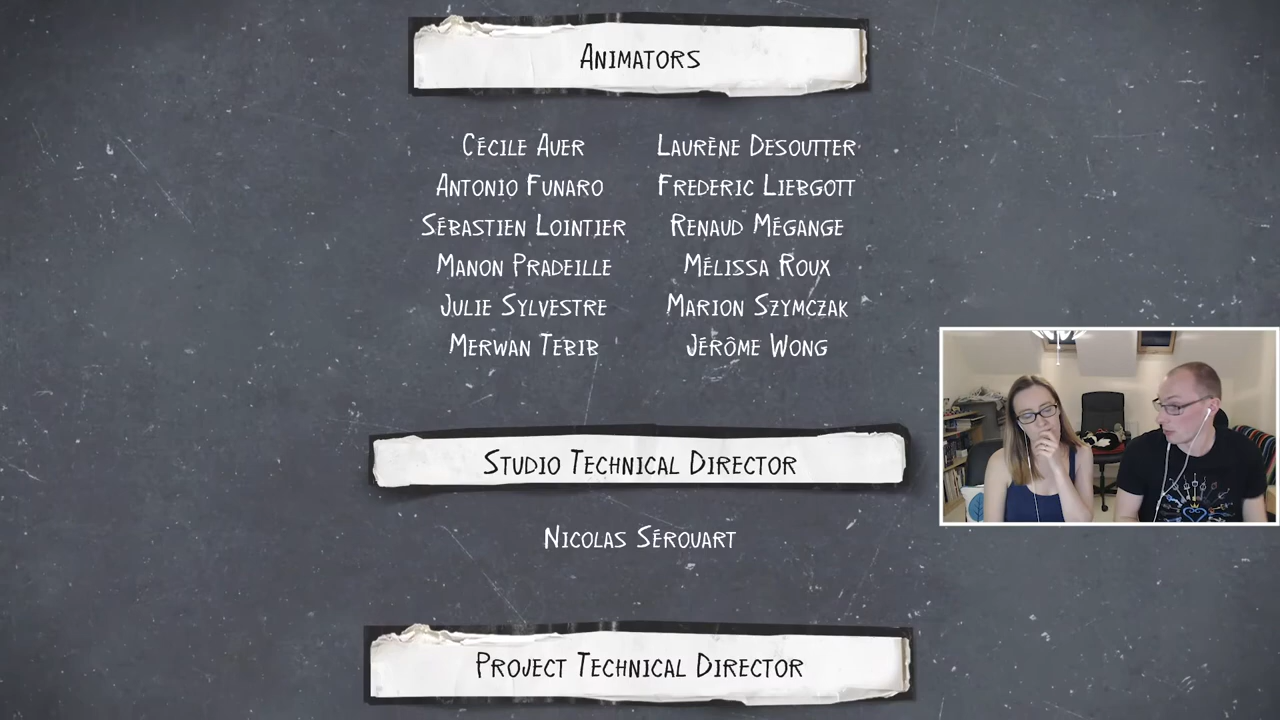 Animators
Cécile Auer Laurène Desoutter
Antonio Funaro Frederic Liebgott
Sébastien Lointier Renaud Mégange
Manon Pradeille Mélissa Roux
Julie Sylvestre Marion Szymczak
Merwan Tebib Jérôme Wong
Studio Technical Director
Nicolas Sérouart
Project Technical Director